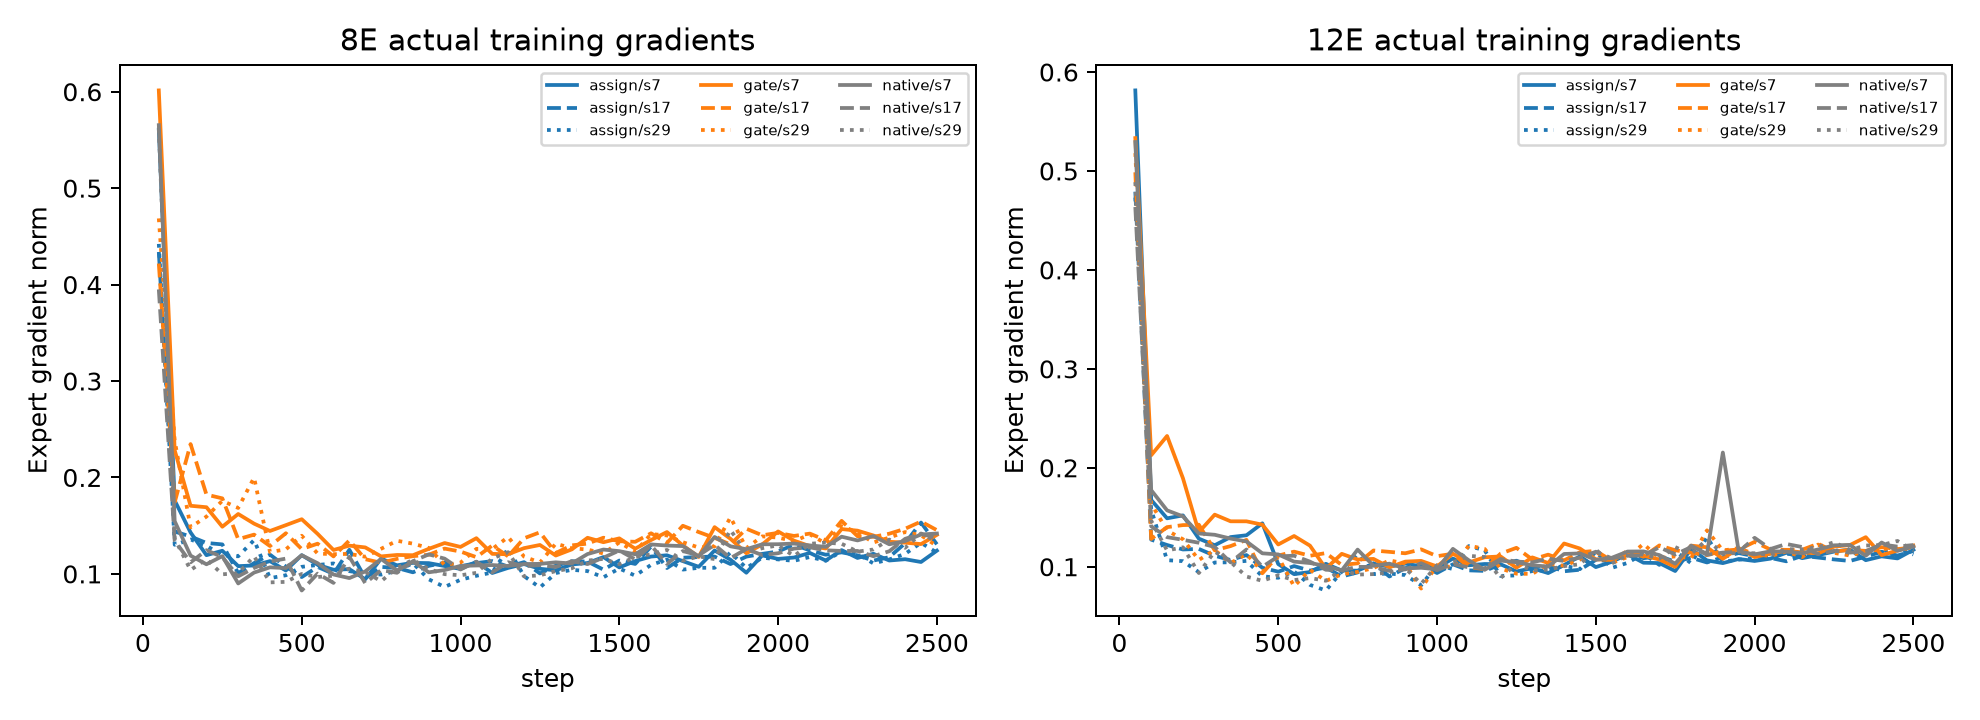 8E actual training gradients
Expert gradient norm
0.6
0.5
0.4
0.3
0.2
0.1
assign/s7 gate/s7 native/s7
assign/s17 gate/s17 native/s17
assign/s29 gate/s29 native/s29
0 500 1000 1500 2000 2500
step
12E actual training gradients
Expert gradient norm
0.6
0.5
0.4
0.3
0.2
0.1
assign/s7 gate/s7 native/s7
assign/s17 gate/s17 native/s17
assign/s29 gate/s29 native/s29
0 500 1000 1500 2000 2500
step